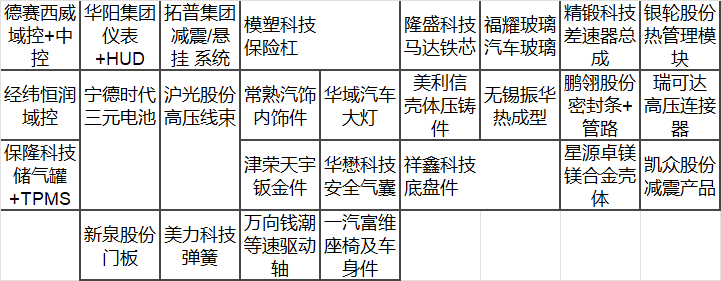 德赛西威
域控+中
控
华阳集团
仪表
+HUD
拓普集团
减震/悬
挂 系统
模塑科技
保险杠
隆盛科技
马达铁芯
福耀玻璃
汽车玻璃
精锻科技
差速器总
成
银轮股份
热管理模
块
经纬恒润
域控
宁德时代
三元电池
沪光股份
高压线束
常熟汽饰
内饰件
华域汽车
大灯
美利信
壳体压铸
件
无锡振华
热成型
鹏翎股份
密封条+
管路
瑞可达
高压连接
器
保隆科技
储气罐
+TPMS
津荣天宇
钣金件
华懋科技
安全气囊
祥鑫科技
底盘件
星源卓镁
镁合金壳
体
凯众股份
减震产品
新泉股份
门板
美力科技
弹簧
万向钱潮
等速驱动
轴
一汽富维
座椅及车
身件